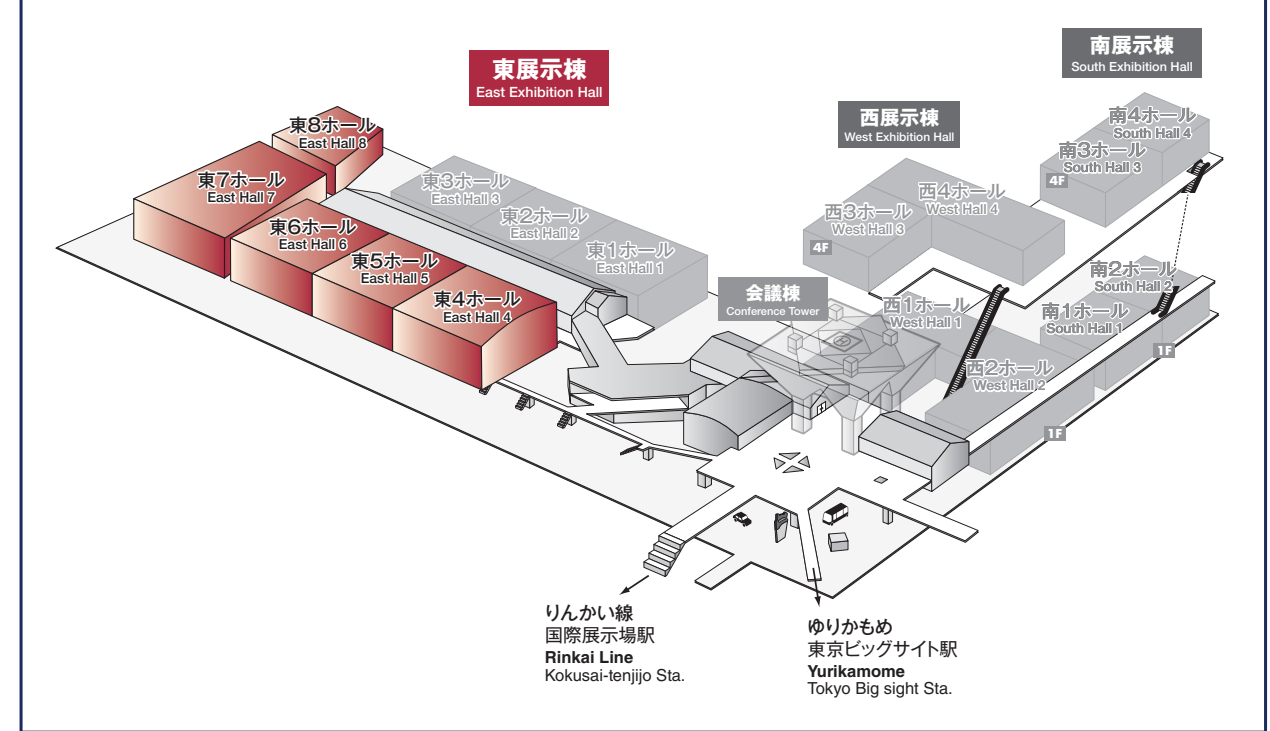 東展示棟
East Exhibition Hall
南展示棟
South Exhibition Hall
西展示棟
West Exhibition Hall
東8ホール
East Hall 8
東7ホール
East Hall 7
東6ホール
East Hall 6
東5ホール
East Hall 5
東4ホール
East Hall 4
東3ホール
East Hall 3
東2ホール
East Hall 2
東1ホール
East Hall 1
南4ホール
South Hall 4
南3ホール
South Hall 3
4F
西4ホール
West Hall 4
西3ホール
West Hall 3
4F
南2ホール
South Hall 2
南1ホール
South Hall 1
1F
会議棟
Conference Tower
西1ホール
West Hall 1
西2ホール
West Hall 2
1F
りんかい線
国際展示場駅
Rinkai Line
Kokusai-tenjijo Sta.
ゆりかもめ
東京ビッグサイト駅
Yurikamome
Tokyo Big sight Sta.